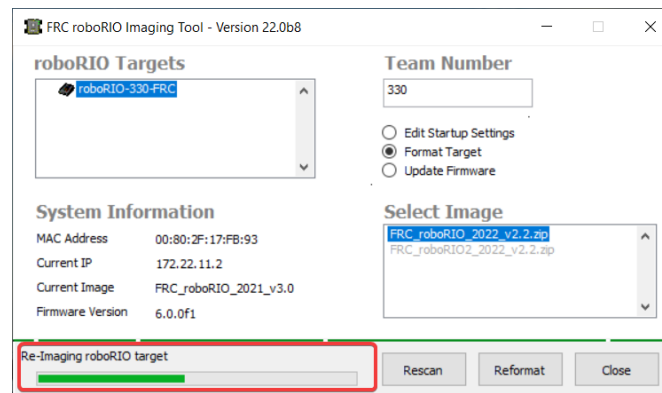 FRC roboRIO Imaging Tool - Version 22.0b8
roboRIO Targets
roboRIO-330-FRC
Team Number
330
Edit Startup Settings
Format Target
Update Firmware
System Information
MAC Address 00:80:2F:17:FB:93
Current IP 172.22.11.2
Current Image FRC_roboRIO_2021_v3.0
Firmware Version 6.0.0f1
Select Image
FRC_roboRIO_2022_v2.2.zip
FRC_roboRIO2_2022_v2.2.zip
Re-Imaging roboRIO target
Rescan
Reformat
Close